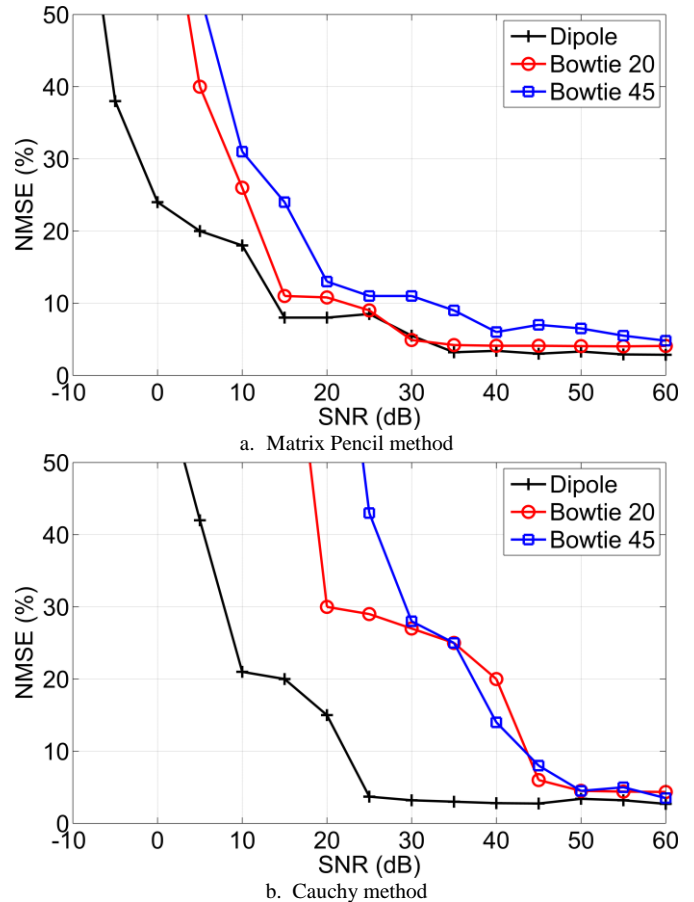 50
40
30
20
10
0
NMSE (%)
Dipole
Bowtie 20
Bowtie 45
-10 0 10 20 30 40 50 60
SNR (dB)
a. Matrix Pencil method
50
40
30
20
10
0
NMSE (%)
Dipole
Bowtie 20
Bowtie 45
-10 0 10 20 30 40 50 60
SNR (dB)
b. Cauchy method